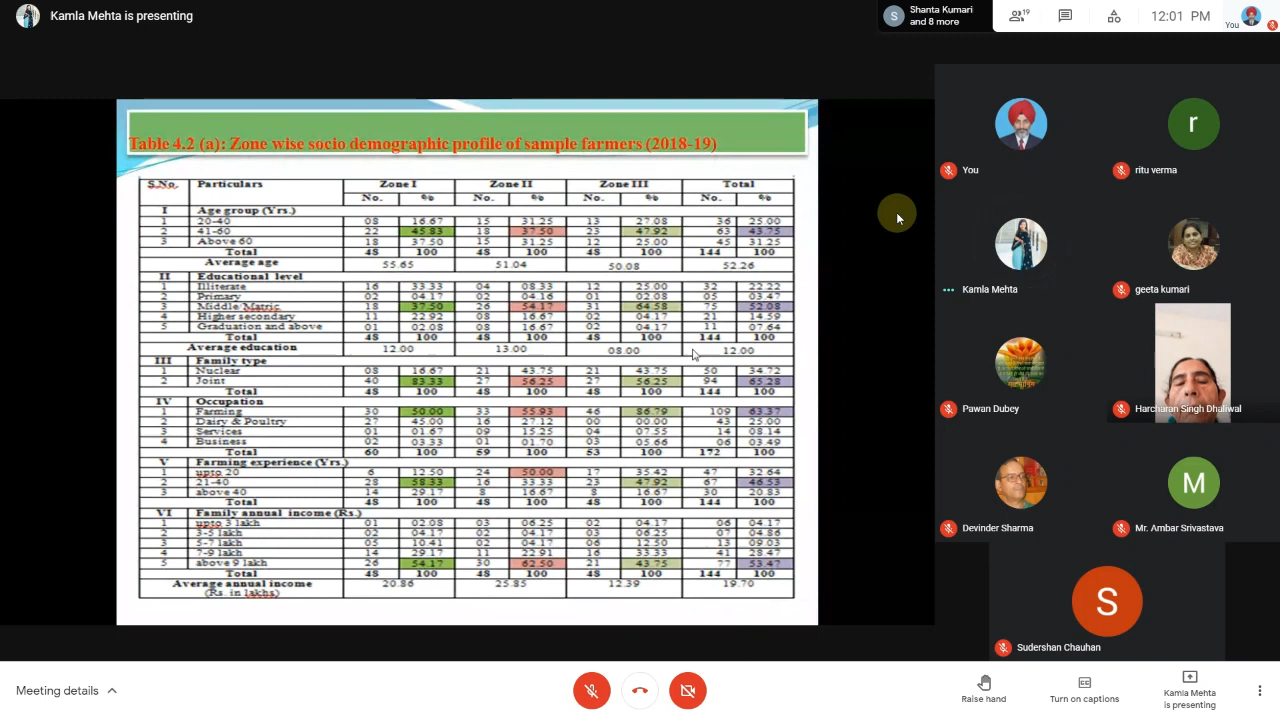 Kamla Mehta is presenting
S
Shanta Kumari
and 8 more
19
12:01 PM
You
Table 4.2 (a): Zone wise socio demographic profile of sample farmers (2018-19)
S.No. Particulars Zone I Zone II Zone III Total
No. % No. % No. % No. %
I Age group (Yrs.)
1 20-40 08 16.67 15 31.25 13 27.08 36 25.00
2 41-60 22 45.83 18 37.50 23 47.92 63 43.75
3 Above 60 18 37.50 15 31.25 12 25.00 45 31.25
Total 48 100 48 100 48 100 144 100
Average age 55.65 51.04 50.08 52.26
II Educational level
1 Illiterate 16 33.33 04 08.33 12 25.00 32 22.22
2 Primary 02 04.17 02 04.16 01 02.08 05 03.47
3 Middle/Matric 18 37.50 26 54.17 31 64.58 75 52.08
4 Higher secondary 11 22.92 08 16.67 02 04.17 21 14.59
5 Graduation and above 01 02.08 08 16.67 02 04.17 11 07.64
Total 48 100 48 100 48 100 144 100
Average education 12.00 13.00 08.00 12.00
III Family type
1 Nuclear 08 16.67 21 43.75 21 43.75 50 34.72
2 Joint 40 83.33 27 56.25 27 56.25 94 65.28
Total 48 100 48 100 48 100 144 100
IV Occupation
1 Farming 30 50.00 33 55.93 46 86.79 109 63.37
2 Dairy & Poultry 27 45.00 16 27.12 00 00.00 43 25.00
3 Services 01 01.67 09 15.25 04 07.55 14 08.14
4 Business 02 03.33 01 01.70 03 05.66 06 03.49
Total 60 100 59 100 53 100 172 100
V Farming experience (Yrs.)
1 upto 20 6 12.50 24 50.00 17 35.42 47 32.64
2 21-40 28 58.33 16 33.33 23 47.92 67 46.53
3 above 40 14 29.17 8 16.67 8 16.67 30 20.83
Total 48 100 48 100 48 100 144 100
VI Family annual income (Rs.)
1 upto 3 lakh 01 02.08 03 06.25 02 04.17 06 04.17
2 3-5 lakh 02 04.17 02 04.17 03 06.25 07 04.86
3 5-7 lakh 05 10.41 02 04.17 06 12.50 13 09.03
4 7-9 lakh 14 29.17 11 22.91 16 33.33 41 28.47
5 above 9 lakh 26 54.17 30 62.50 21 43.75 77 53.47
Total 48 100 48 100 48 100 144 100
Average annual income 20.86 25.85 12.39 19.70
(Rs. in lakhs)
r
You
ritu verma
Kamla Mehta
geeta kumari
Pawan Dubey
Harcharan Singh Dhaliwal
M
Devinder Sharma
Mr. Ambar Srivastava
S
Sudershan Chauhan
Meeting details
Raise hand
Turn on captions
Kamla Mehta
is presenting